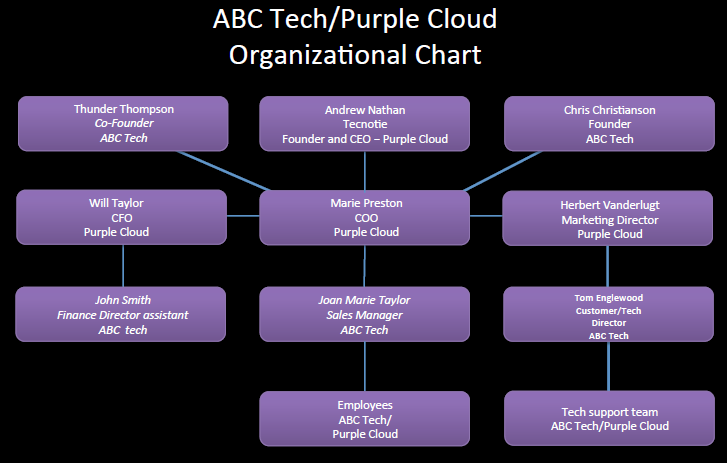 ABC Tech/Purple Cloud
Organizational Chart
Thunder Thompson
Co-Founder
ABC Tech
Andrew Nathan
Tecnotie
Founder and CEO – Purple Cloud
Chris Christianson
Founder
ABC Tech
Will Taylor
CFO
Purple Cloud
Marie Preston
COO
Purple Cloud
Herbert Vanderlugt
Marketing Director
Purple Cloud
John Smith
Finance Director assistant
ABC  tech
Joan Marie Taylor
Sales Manager
ABC Tech
Tom Englewood
Customer/Tech
Director
ABC Tech
Employees
ABC Tech/
Purple Cloud
Tech support team
ABC Tech/Purple Cloud